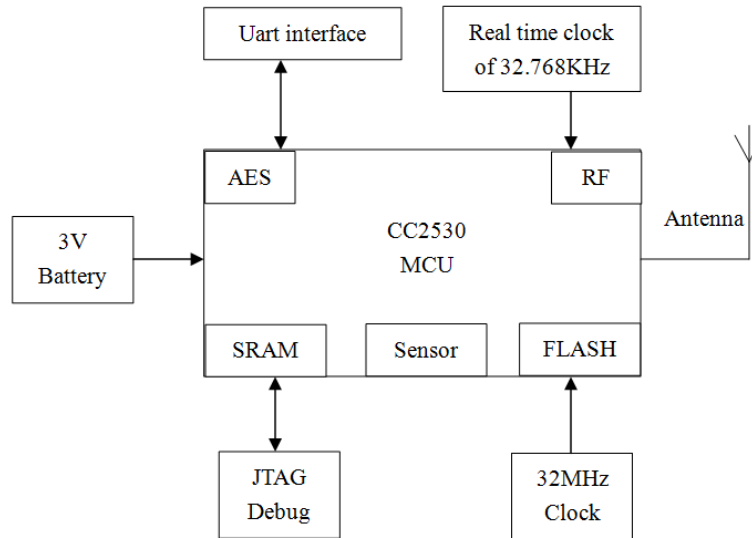 Uart interface
Real time clock
of 32.768KHz
AES
RF
CC2530
MCU
Antenna
3V
Battery
SRAM
Sensor
FLASH
JTAG
Debug
32MHz
Clock